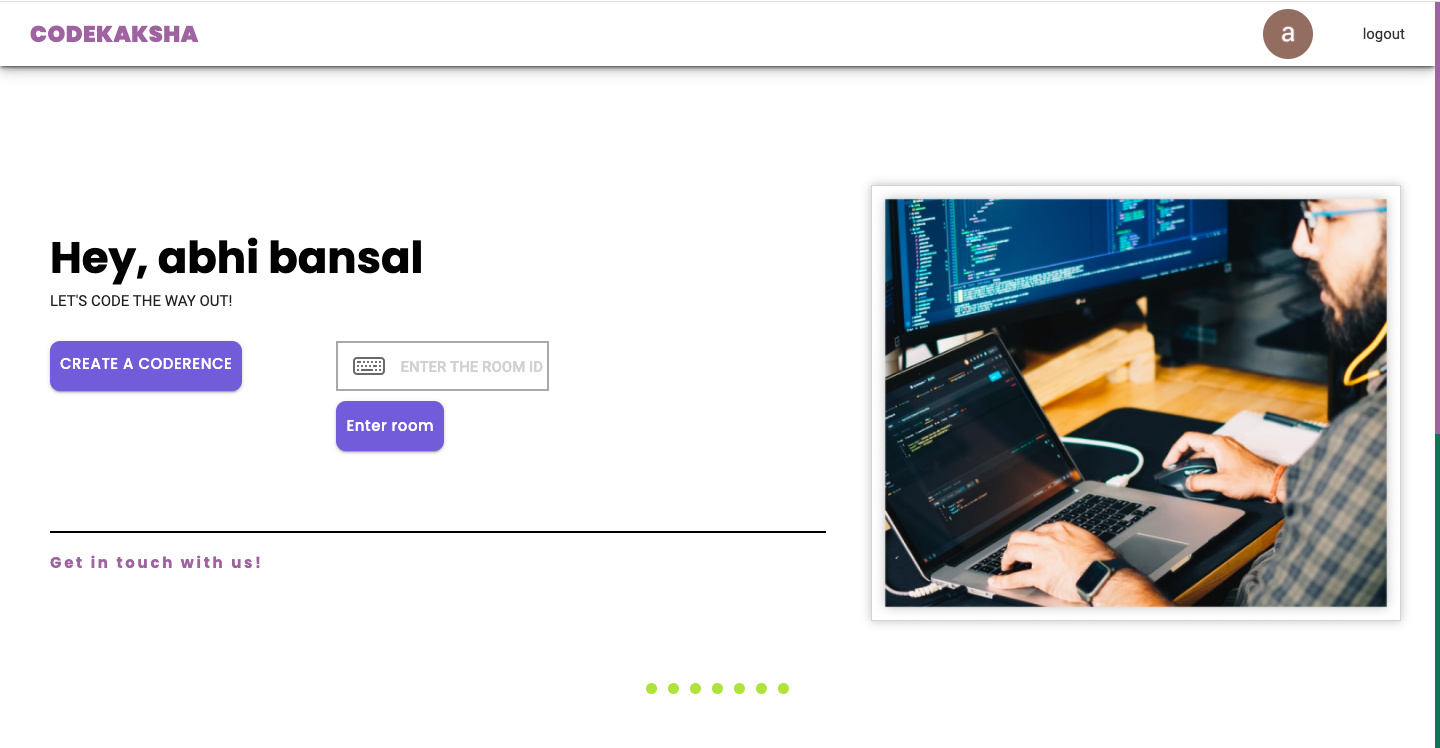 CODEKAKSHA
a
logout
Hey, abhi bansal
LET'S CODE THE WAY OUT!
CREATE A CODERENCE
ENTER THE ROOM ID
Enter room
Get in touch with us!